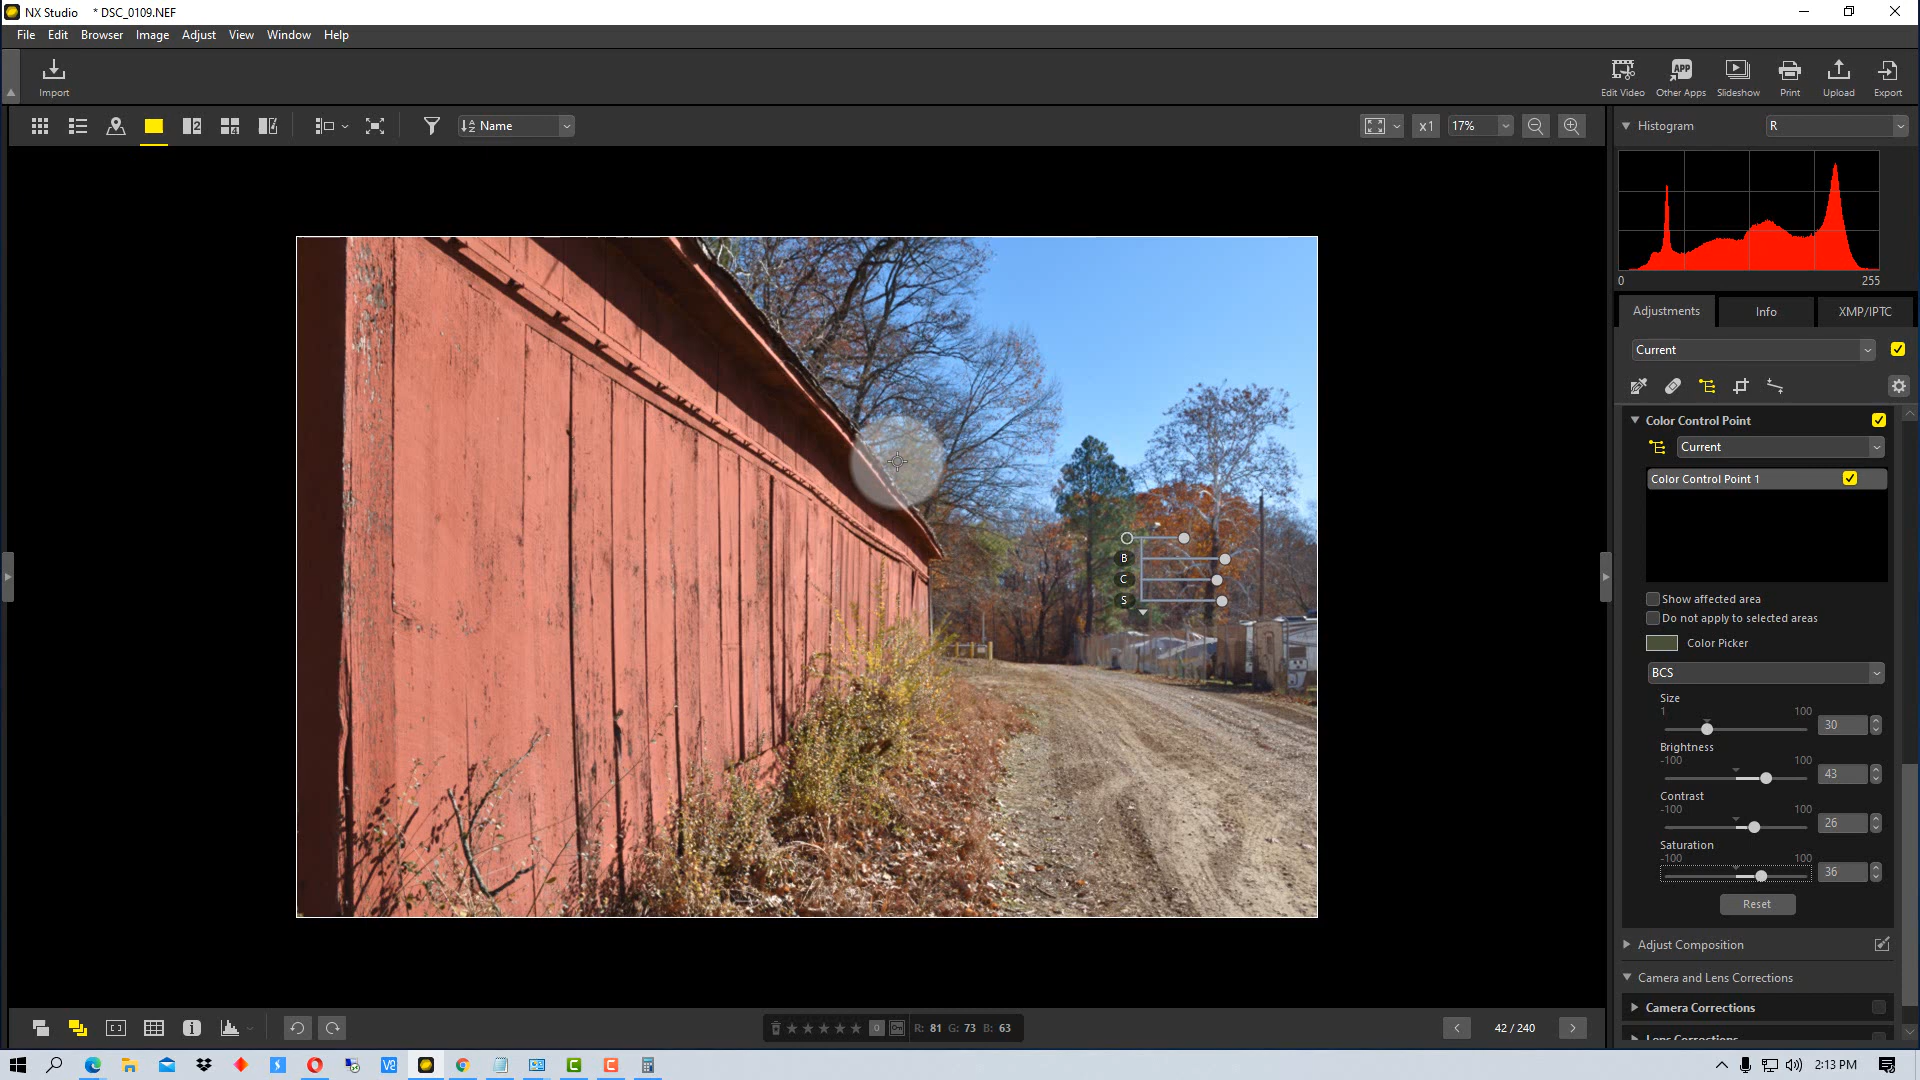 NX Studio * DSC_0109.NEF
File Edit Browser Image Adjust View Window Help
Import
Edit Video Other Apps Slideshow Print Upload Export
APP
Name
x1 17%
Histogram R
0 255
Adjustments Info XMP/IPTC
Current
Color Control Point
Current
Color Control Point 1
B
C
S
Show affected area
Do not apply to selected areas
Color Picker
BCS
Size
1 100
30
Brightness
-100 100
43
Contrast
-100 100
26
Saturation
-100 100
36
Reset
Adjust Composition
Camera and Lens Corrections
Camera Corrections
Lens Corrections
0 R: 81 G: 73 B: 63
42 / 240
2:13 PM